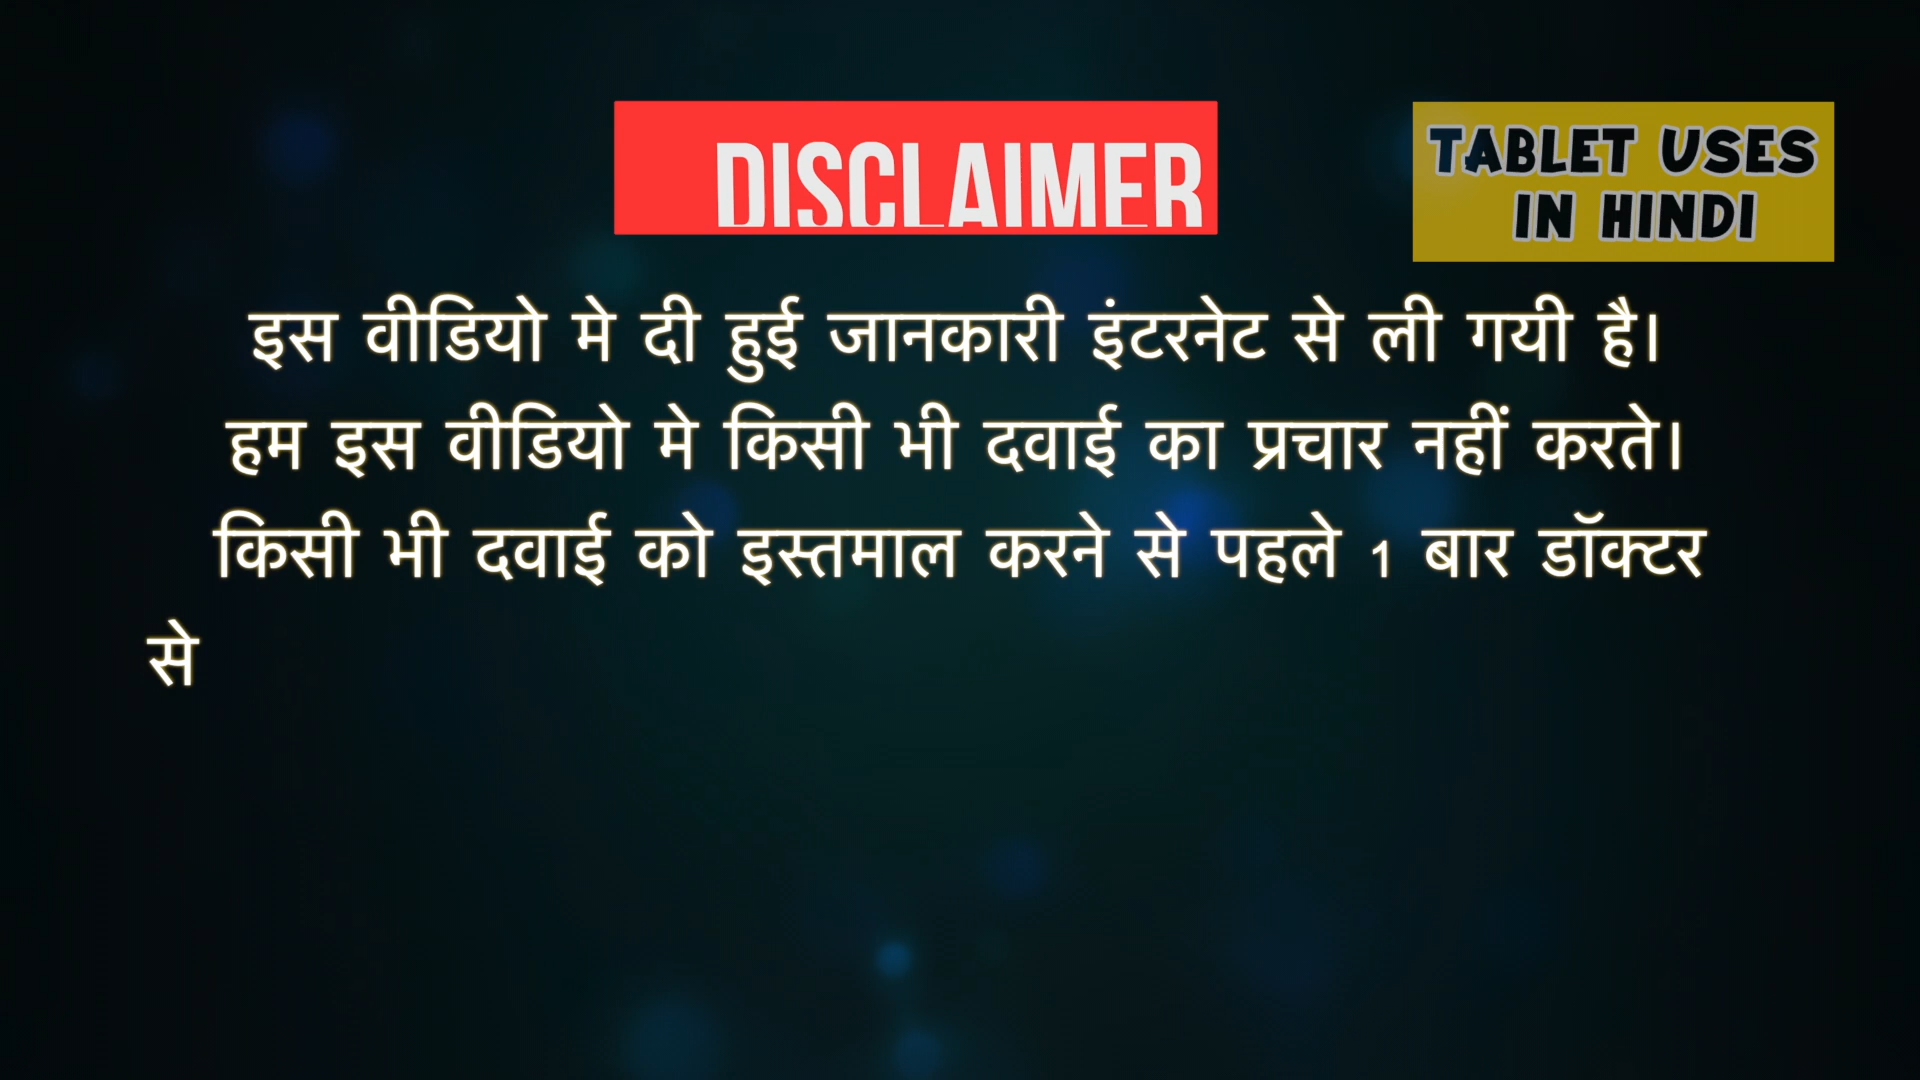 DISCLAIMER
TABLET USES
IN HINDI
इस वीडियो मे दी हुई जानकारी इंटरनेट से ली गयी है।
हम इस वीडियो मे किसी भी दवाई का प्रचार नहीं करते।
किसी भी दवाई को इस्तमाल करने से पहले 1 बार डॉक्टर
से